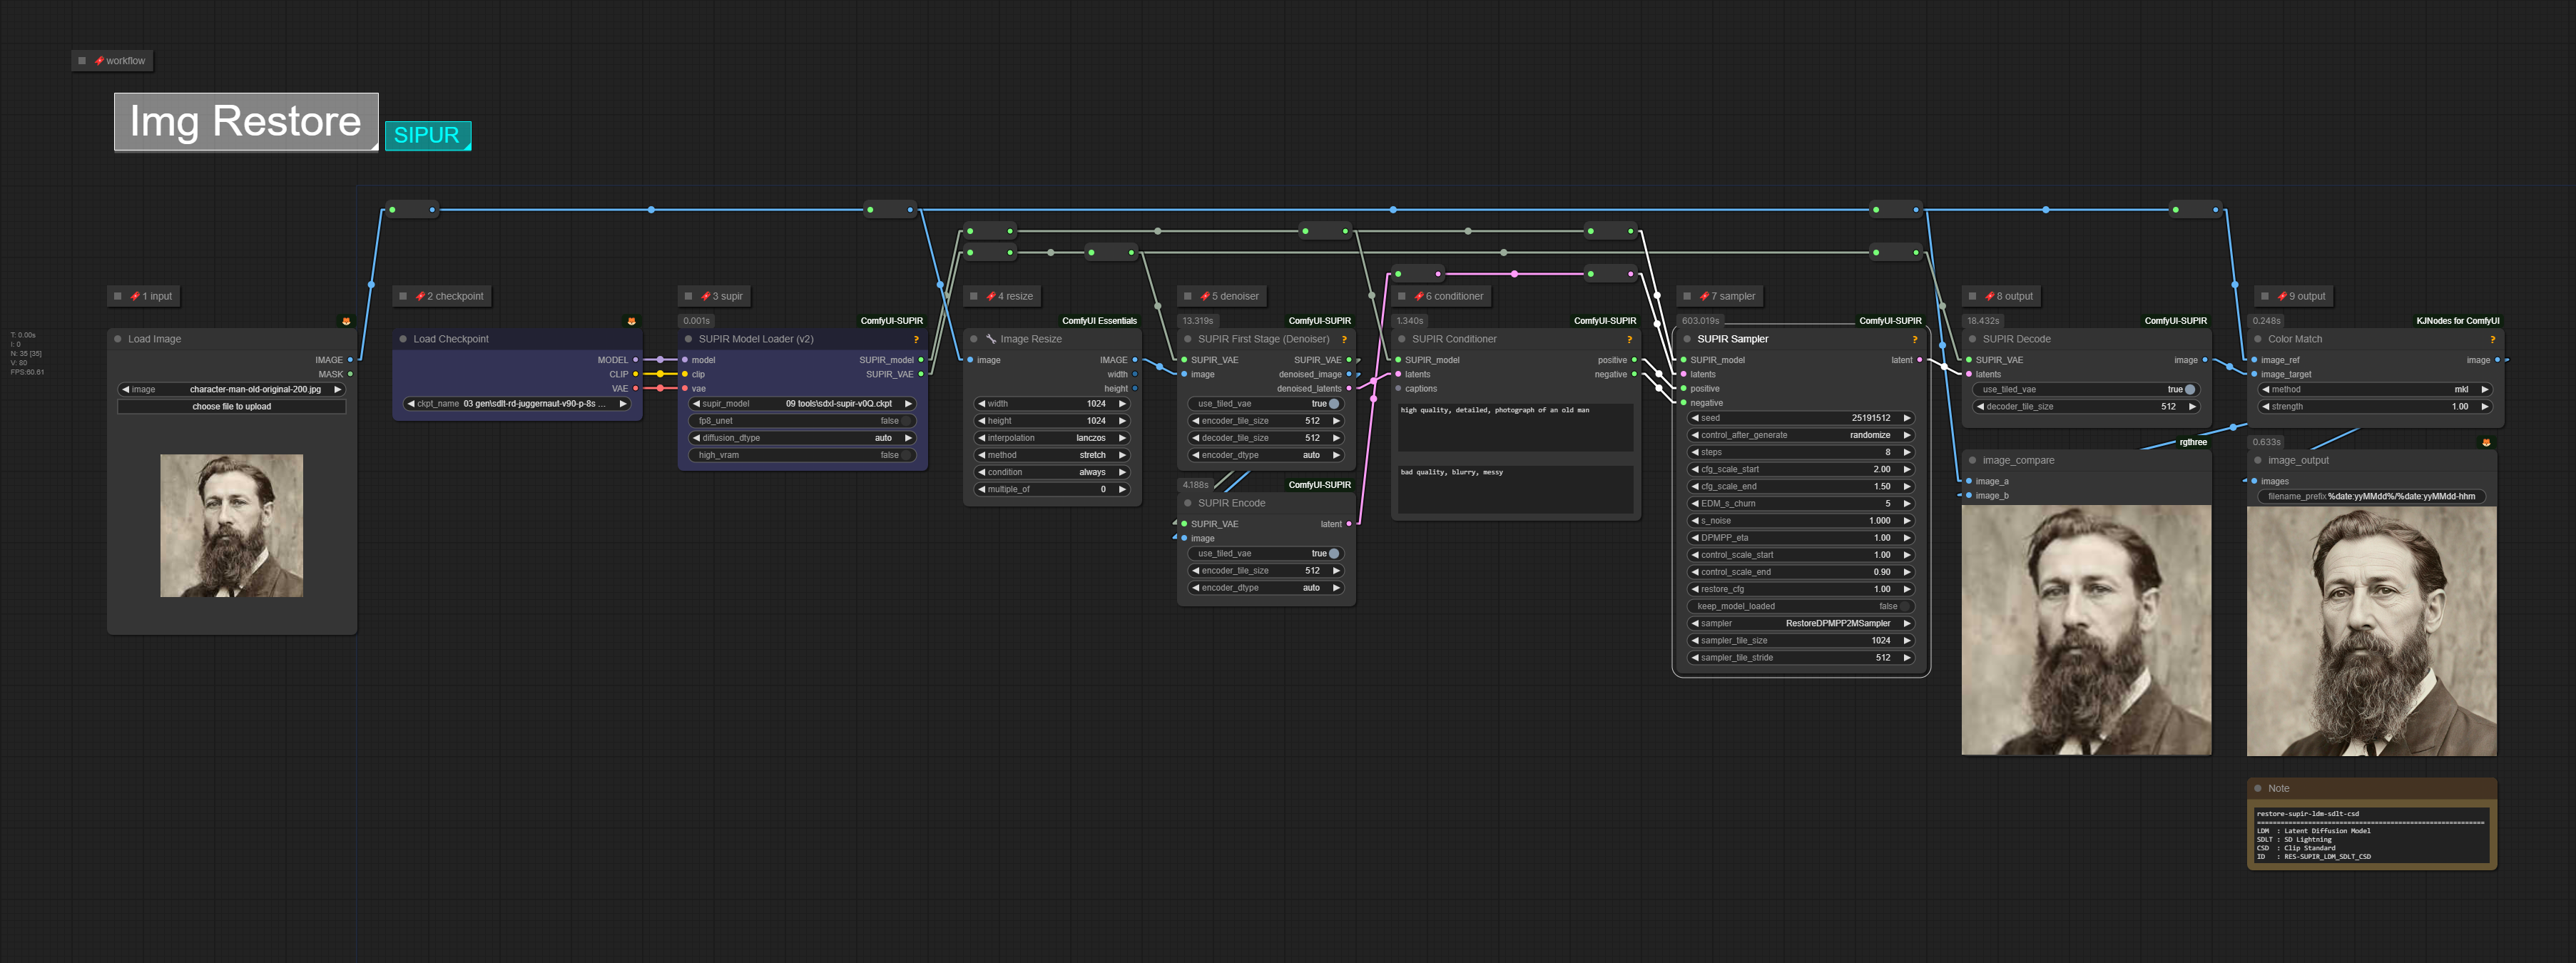 workflow
Img Restore
SIPUR
1 input
2 checkpoint
3 supir
4 resize
5 denoiser
6 conditioner
7 sampler
8 output
9 output
T: 0.00s
I: 0
N: 35 [35]
V: 80
FPS:60.61
Load Image
IMAGE
MASK
image character-man-old-original-200.jpg
choose file to upload
Load Checkpoint
MODEL
CLIP
VAE
ckpt_name 03 gen\sdlt-rd-juggernaut-v90-p-8s ...
0.001s ComfyUI-SUPIR
SUPIR Model Loader (v2) ?
model SUPIR_model
clip SUPIR_VAE
vae
supir_model 09 tools\sdxl-supir-v0Q.ckpt
fp8_unet false
diffusion_dtype auto
high_vram false
ComfyUI Essentials
Image Resize
image IMAGE
width
height
width 1024
height 1024
interpolation lanczos
method stretch
condition always
multiple_of 0
13.319s ComfyUI-SUPIR
SUPIR First Stage (Denoiser) ?
SUPIR_VAE SUPIR_VAE
image denoised_image
denoised_latents
use_tiled_vae true
encoder_tile_size 512
decoder_tile_size 512
encoder_dtype auto
4.188s ComfyUI-SUPIR
SUPIR Encode
SUPIR_VAE latent
image
use_tiled_vae true
encoder_tile_size 512
encoder_dtype auto
1.340s ComfyUI-SUPIR
SUPIR Conditioner ?
SUPIR_model positive
latents negative
captions
high quality, detailed, photograph of an old man
bad quality, blurry, messy
603.019s ComfyUI-SUPIR
SUPIR Sampler ?
SUPIR_model latent
latents
positive
negative
seed 25191512
control_after_generate randomize
steps 8
cfg_scale_start 2.00
cfg_scale_end 1.50
EDM_s_churn 5
s_noise 1.000
DPMPP_eta 1.00
control_scale_start 1.00
control_scale_end 0.90
restore_cfg 1.00
keep_model_loaded false
sampler RestoreDPMPP2MSampler
sampler_tile_size 1024
sampler_tile_stride 512
18.432s ComfyUI-SUPIR
SUPIR Decode
SUPIR_VAE image
latents
use_tiled_vae true
decoder_tile_size 512
rgthree
image_compare
image_a
image_b
0.248s KJNodes for ComfyUI
Color Match ?
image_ref image
image_target
method mkl
strength 1.00
0.633s
image_output
images
filename_prefix %date:yyMMdd%/%date:yyMMdd-hhm
Note
restore-supir-ldm-sdlt-csd
==========================================================
LDM : Latent Diffusion Model
SDLT : SD Lightning
CSD : Clip Standard
ID : RES-SUPIR_LDM_SDLT_CSD